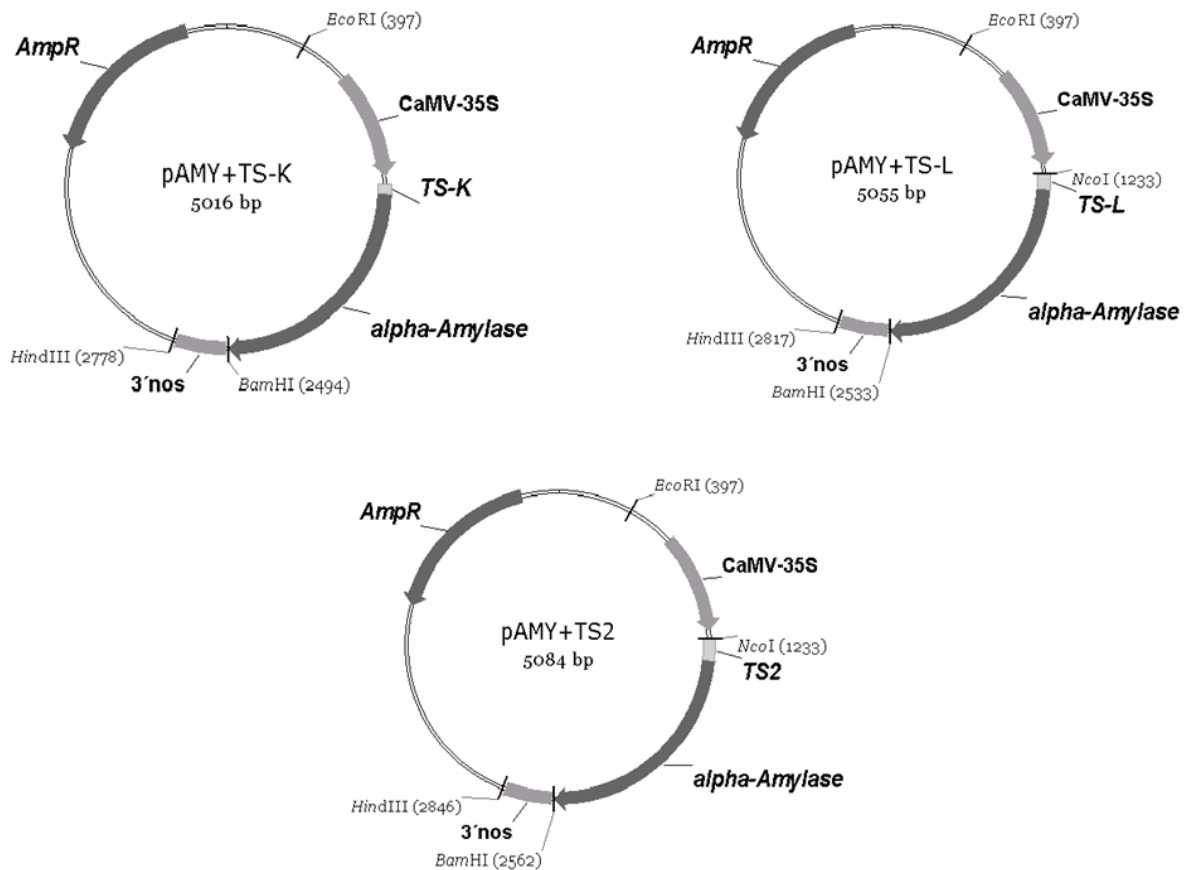 EcoRI (397)
AmpR
CaMV-35S
pAMY+TS-K
5016 bp
TS-K
alpha-Amylase
HindIII (2778)
3´nos
BamHI (2494)
EcoRI (397)
AmpR
CaMV-35S
pAMY+TS-L
5055 bp
NcoI (1233)
TS-L
alpha-Amylase
HindIII (2817)
3´nos
BamHI (2533)
EcoRI (397)
AmpR
CaMV-35S
pAMY+TS2
5084 bp
NcoI (1233)
TS2
alpha-Amylase
HindIII (2846)
3´nos
BamHI (2562)